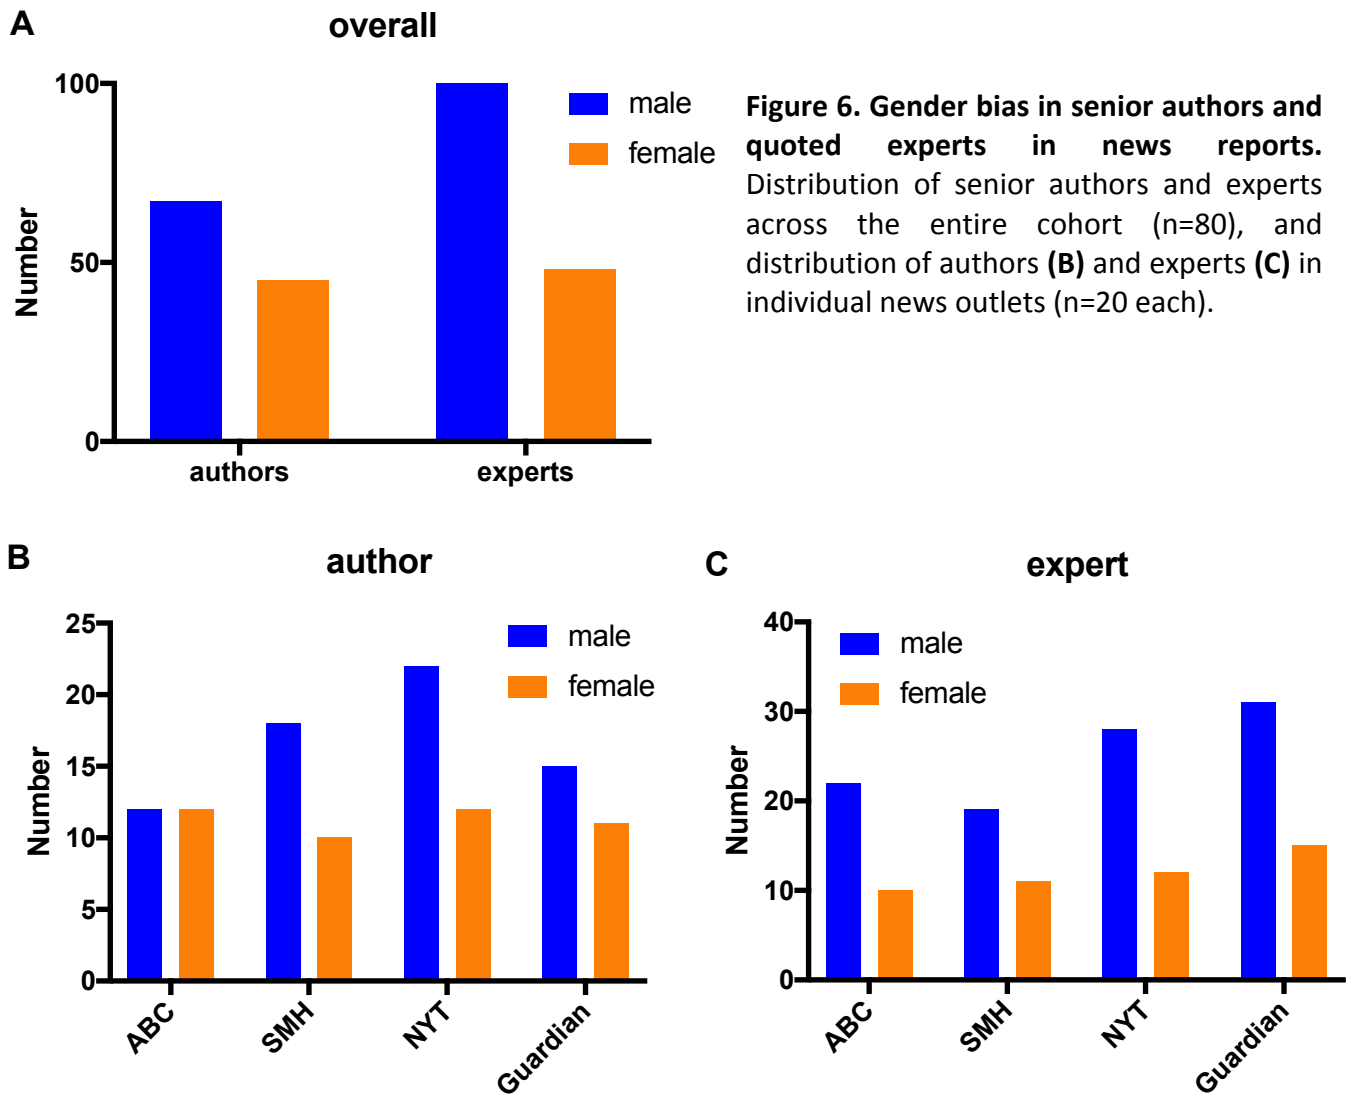 A
overall
100
50
0
Number
authors
experts
male
female
Figure 6. Gender bias in senior authors and
quoted experts in news reports.
Distribution of senior authors and experts
across the entire cohort (n=80), and
distribution of authors (B) and experts (C) in
individual news outlets (n=20 each).
B
author
25
20
15
10
5
0
Number
ABC
SMH
NYT
Guardian
male
female
C
expert
40
30
20
10
0
Number
ABC
SMH
NYT
Guardian
male
female